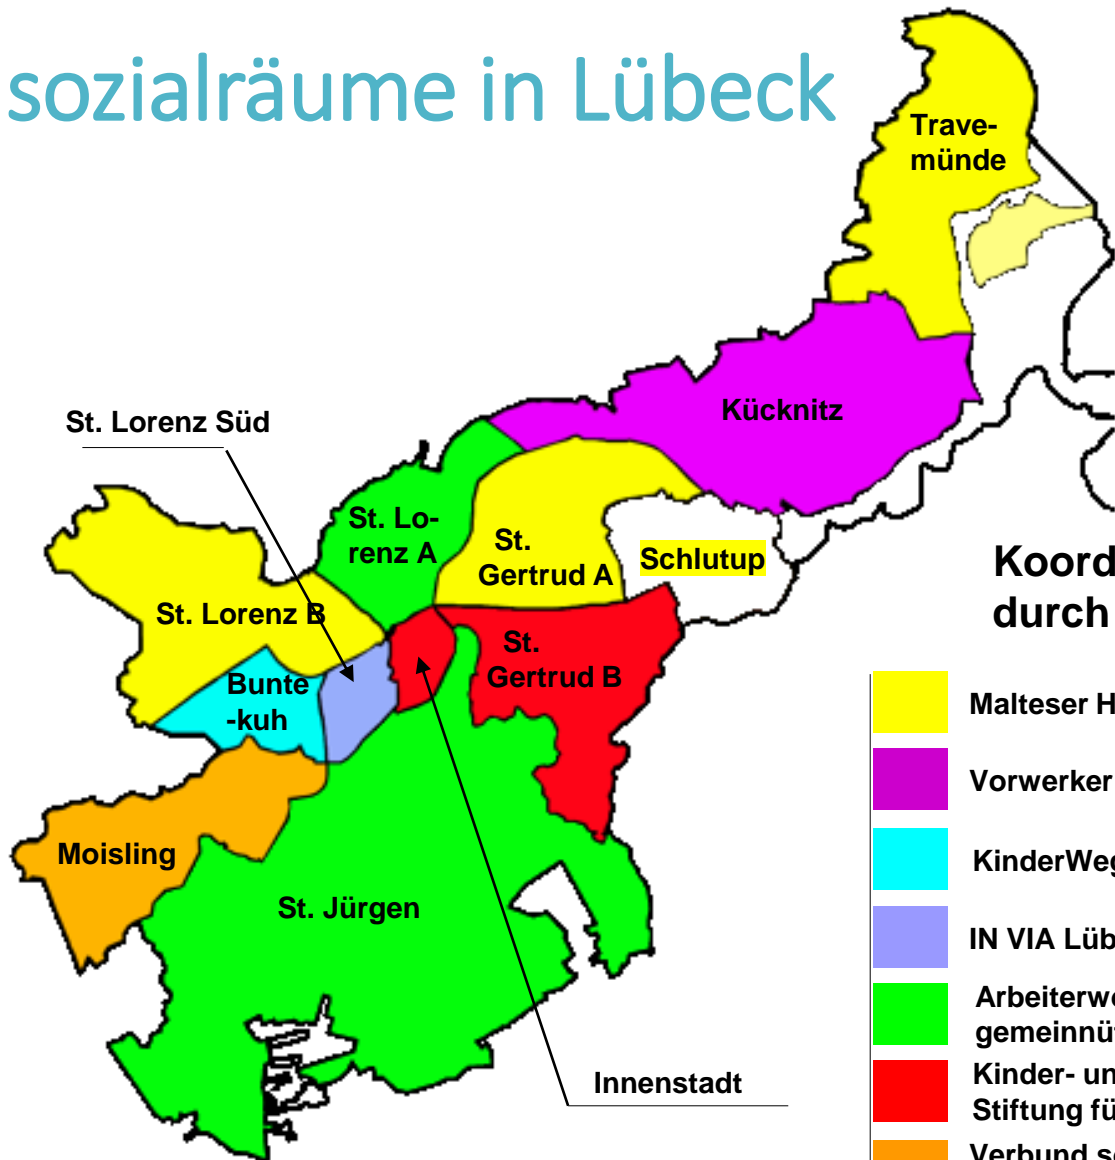 sozialräume in Lübeck
Trave-
münde
Kücknitz
St. Lorenz Süd
St. Lo-
renz A
St.
Gertrud A
Schlutup
St. Lorenz B
St.
Gertrud B
Bunte
-kuh
Moisling
St. Jürgen
Innenstadt
Koord
durch
Malteser H
Vorwerker
KinderWeg
IN VIA Lüb
Arbeiterwe
gemeinnüt
Kinder- un
Stiftung fü
Verbund so